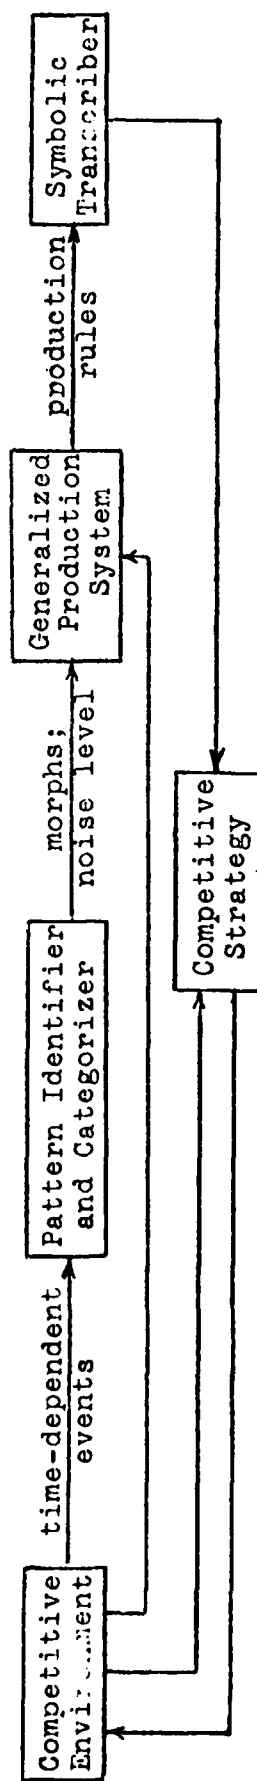 Competitive
Environment
time-dependent
events
Pattern Identifier
and Categorizer
morphs;
noise level
Generalized
Production
System
production
rules
Symbolic
Transcriber
Competitive
Strategy